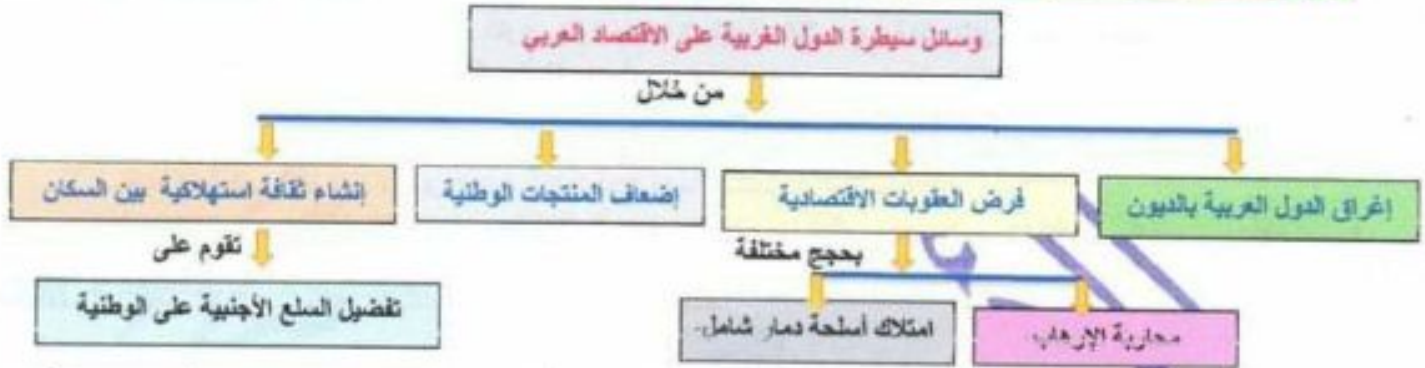 وسائل سيطرة الدول الغربية على الاقتصاد العربي
من خلال
إغراق الدول العربية بالديون
فرض العقوبات الاقتصادية
إضعاف المنتجات الوطنية
إنشاء ثقافة استهلاكية بين السكان
بحجج مختلفة
تقوم على
محاربة الإرهاب.
امتلاك أسلحة دمار شامل.
تفضيل السلع الأجنبية على الوطنية